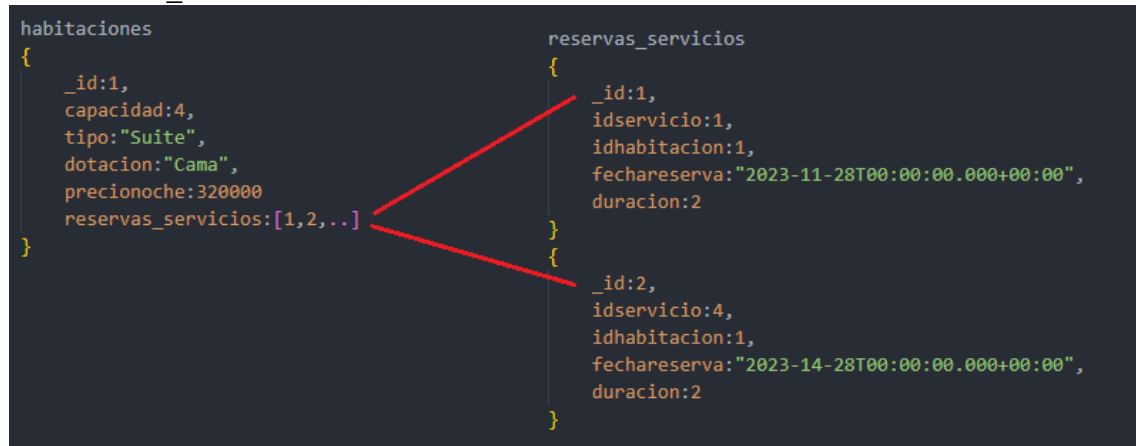 habitaciones
{
_id:1,
capacidad:4,
tipo:"Suite",
dotacion:"Cama",
precionoche:320000
reservas_servicios:[1,2,..]
}
reservas_servicios
{
_id:1,
idservicio:1,
idhabitacion:1,
fechareserva:"2023-11-28T00:00:00.000+00:00",
duracion:2
}
{
_id:2,
idservicio:4,
idhabitacion:1,
fechareserva:"2023-14-28T00:00:00.000+00:00",
duracion:2
}